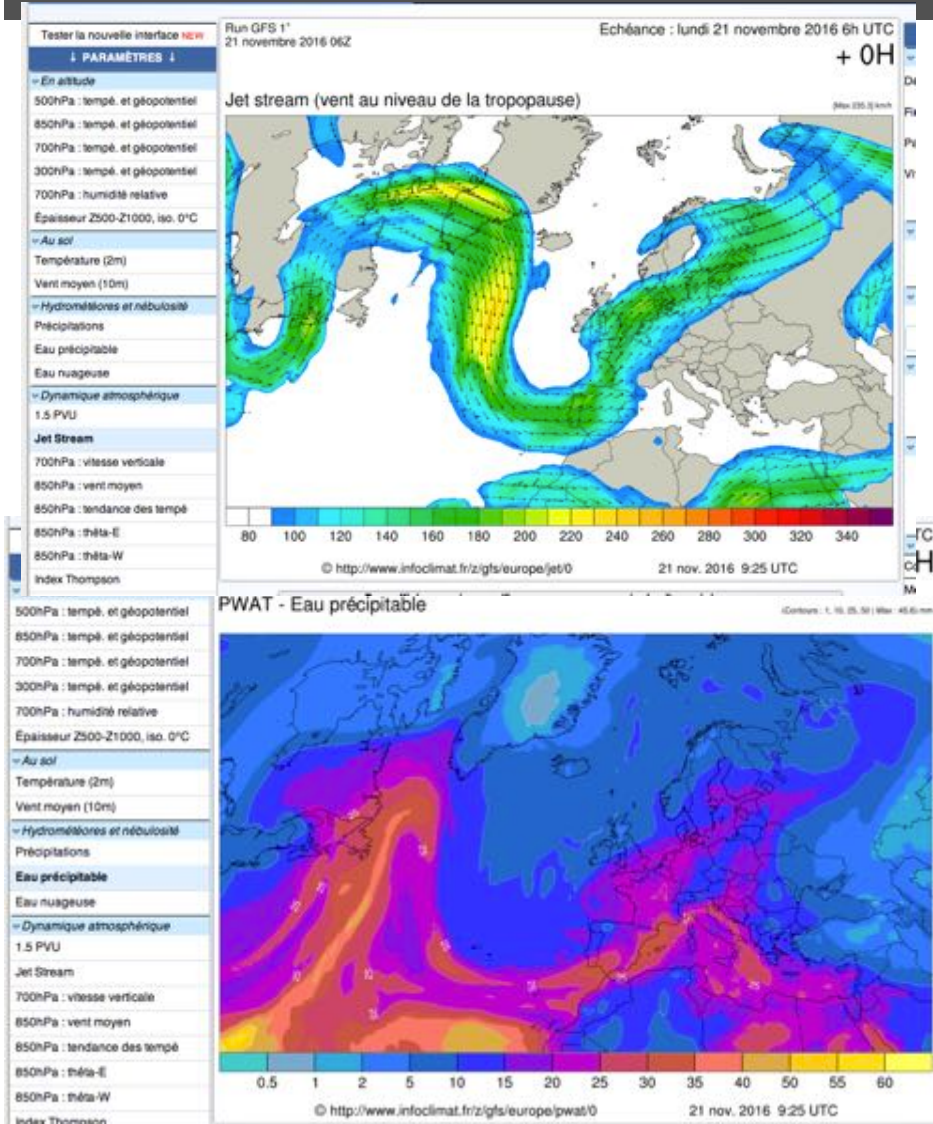 Tester la nouvelle interface NEW
↓ PARAMÈTRES ↓
En altitude
500hPa : tempé. et géopotentiel
850hPa : tempé. et géopotentiel
700hPa : tempé. et géopotentiel
300hPa : tempé. et géopotentiel
700hPa : humidité relative
Épaisseur Z500-Z1000, iso. 0°C
Au sol
Température (2m)
Vent moyen (10m)
Hydrométéores et nébulosité
Précipitations
Eau précipitable
Eau nuageuse
Dynamique atmosphérique
1.5 PVU
Jet Stream
700hPa : vitesse verticale
850hPa : vent moyen
850hPa : tendance des tempé
850hPa : thêta-E
850hPa : thêta-W
Index Thompson
Run GFS 1°
21 novembre 2016 06Z
Echéance : lundi 21 novembre 2016 6h UTC
+ 0H
Jet stream (vent au niveau de la tropopause)
80 100 120 140 160 180 200 220 240 260 280 300 320 340
© http://www.infoclimat.fr/z/gfs/europe/jet/0 21 nov. 2016 9:25 UTC
500hPa : tempé. et géopotentiel
850hPa : tempé. et géopotentiel
700hPa : tempé. et géopotentiel
300hPa : tempé. et géopotentiel
700hPa : humidité relative
Épaisseur Z500-Z1000, iso. 0°C
Au sol
Température (2m)
Vent moyen (10m)
Hydrométéores et nébulosité
Précipitations
Eau précipitable
Eau nuageuse
Dynamique atmosphérique
1.5 PVU
Jet Stream
700hPa : vitesse verticale
850hPa : vent moyen
850hPa : tendance des tempé
850hPa : thêta-E
850hPa : thêta-W
Index Thompson
PWAT - Eau précipitable
0.5 1 2 5 10 15 20 25 30 35 40 50 55 60
© http://www.infoclimat.fr/z/gfs/europe/pwat/0 21 nov. 2016 9:25 UTC